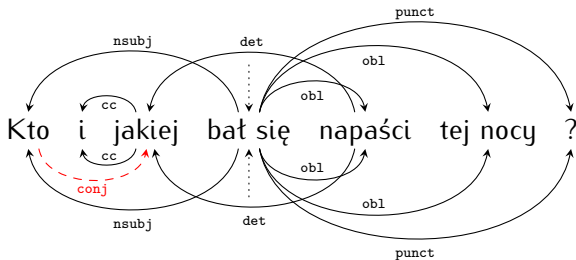 punct
nsubj det
obl
cc obl
Kto i jakiej bał się napaści tej nocy ?
cc obl
conj
obl
nsubj det
punct